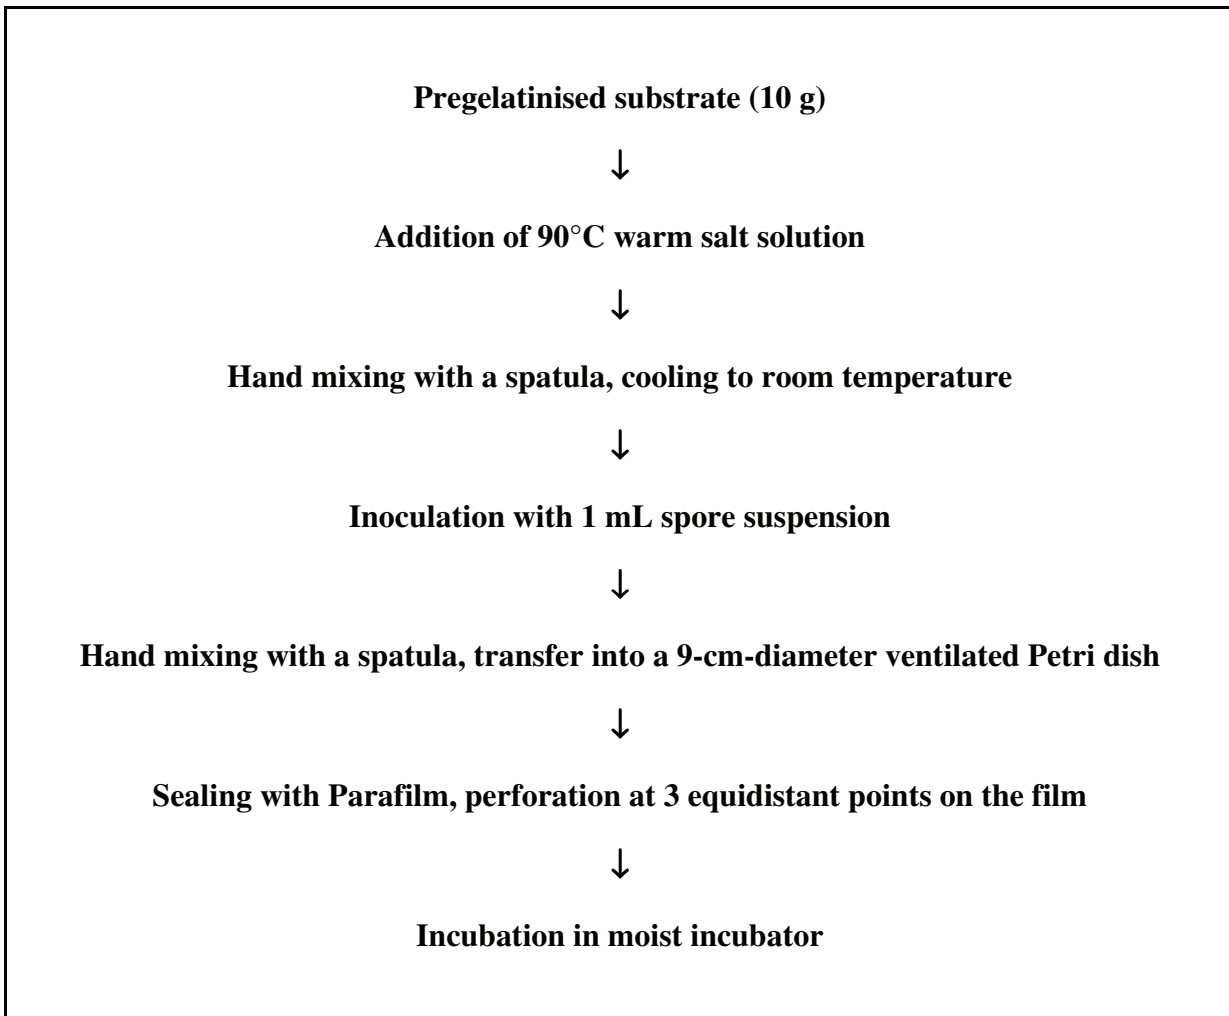 Pregelatinised substrate (10 g)
↓
Addition of 90°C warm salt solution
↓
Hand mixing with a spatula, cooling to room temperature
↓
Inoculation with 1 mL spore suspension
↓
Hand mixing with a spatula, transfer into a 9-cm-diameter ventilated Petri dish
↓
Sealing with Parafilm, perforation at 3 equidistant points on the film
↓
Incubation in moist incubator